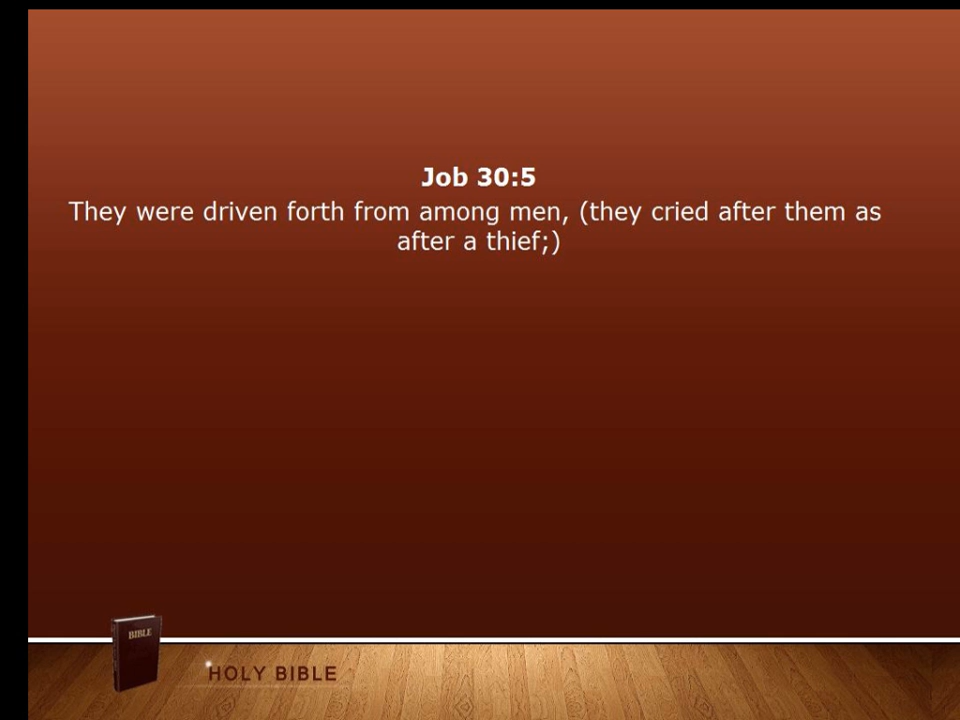 Job 30:5
They were driven forth from among men, (they cried after them as
after a thief;)
BIBLE
HOLY BIBLE